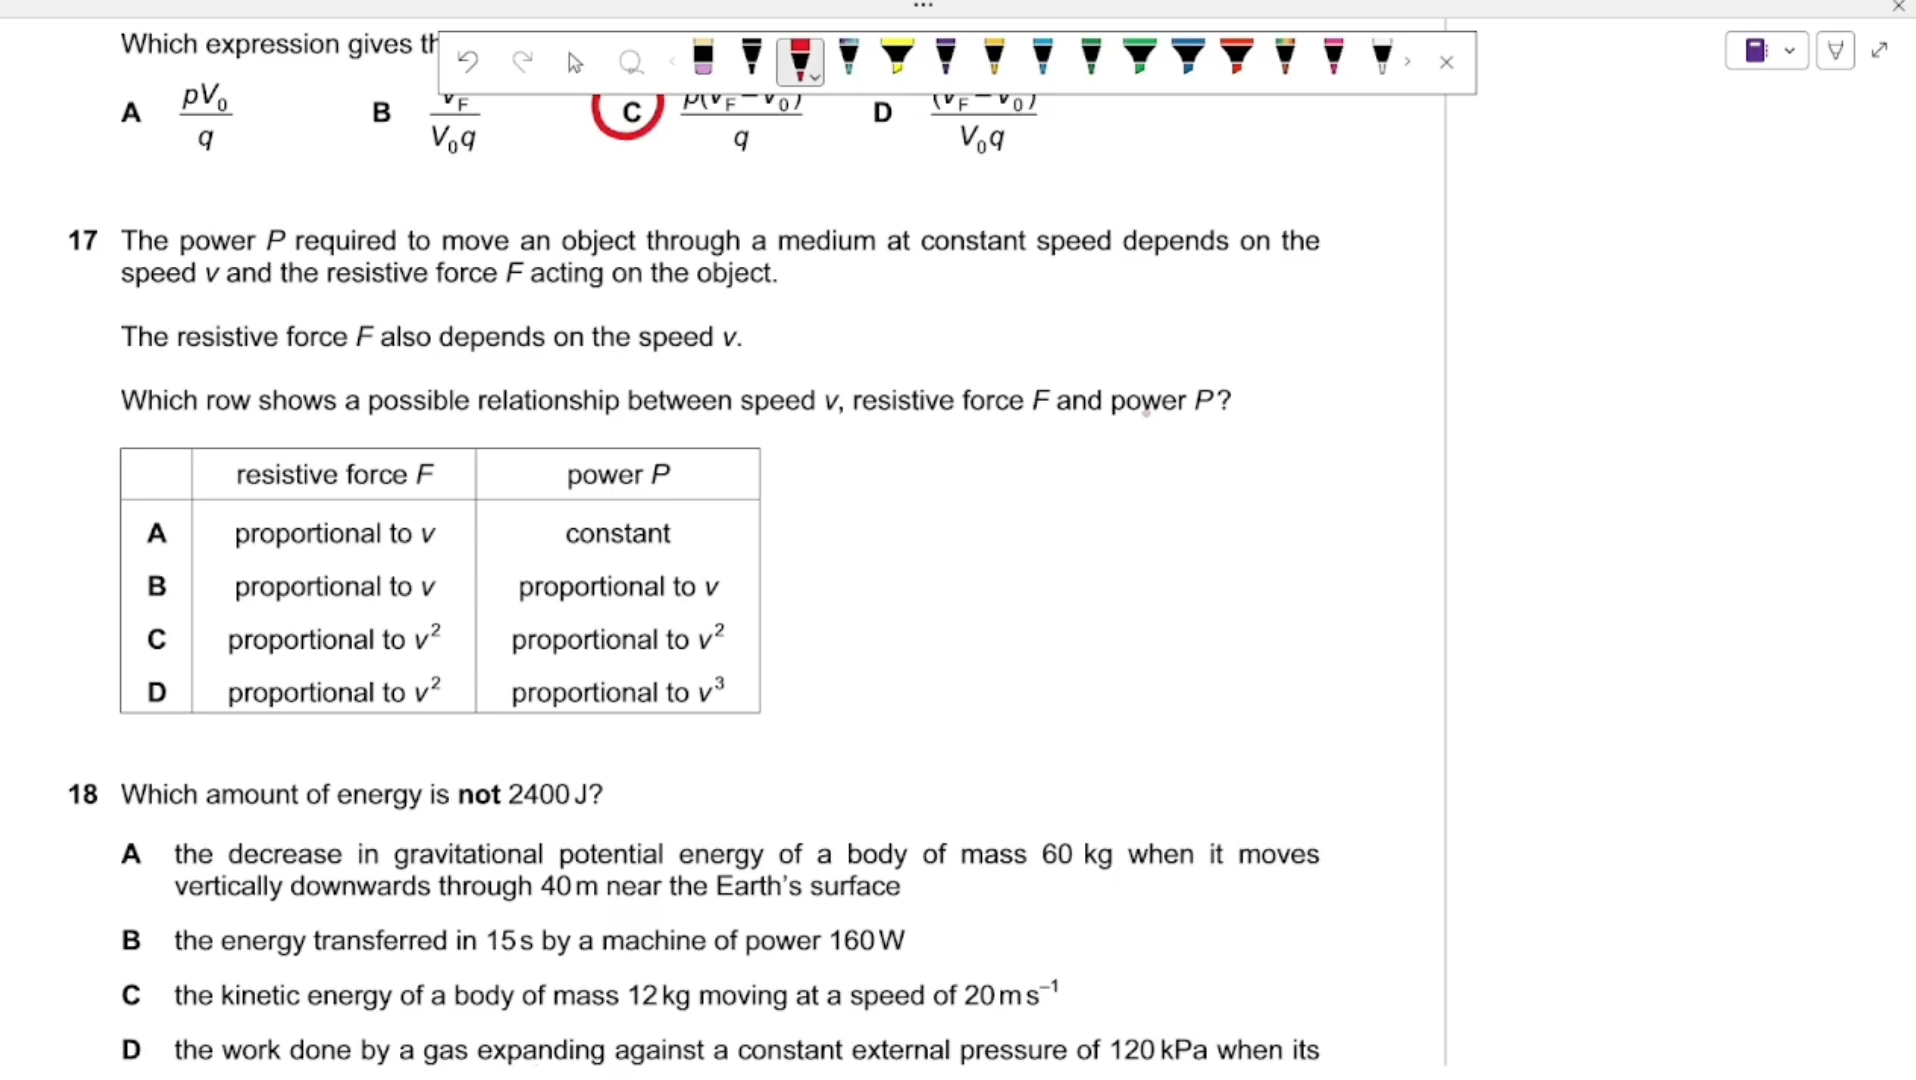 Which expression gives th
A pV₀/q B V_F/V₀q C p(V_F − V₀)/q D (V_F − V₀)/V₀q
17 The power P required to move an object through a medium at constant speed depends on the
speed v and the resistive force F acting on the object.
The resistive force F also depends on the speed v.
Which row shows a possible relationship between speed v, resistive force F and power P?
resistive force F power P
A proportional to v constant
B proportional to v proportional to v
C proportional to v² proportional to v²
D proportional to v² proportional to v³
18 Which amount of energy is not 2400 J?
A the decrease in gravitational potential energy of a body of mass 60 kg when it moves
vertically downwards through 40 m near the Earth's surface
B the energy transferred in 15 s by a machine of power 160 W
C the kinetic energy of a body of mass 12 kg moving at a speed of 20 m s⁻¹
D the work done by a gas expanding against a constant external pressure of 120 kPa when its